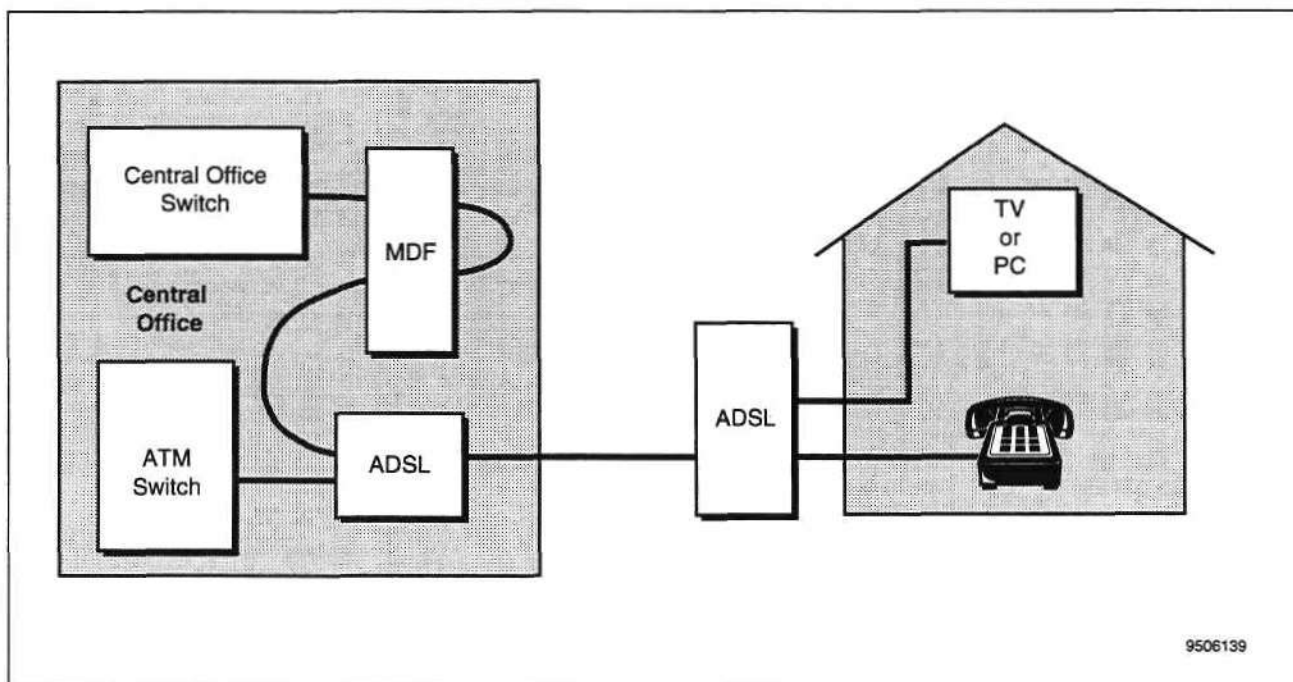 Central Office
Switch
MDF
Central
Office
ATM
Switch
ADSL
ADSL
TV
or
PC
9506139